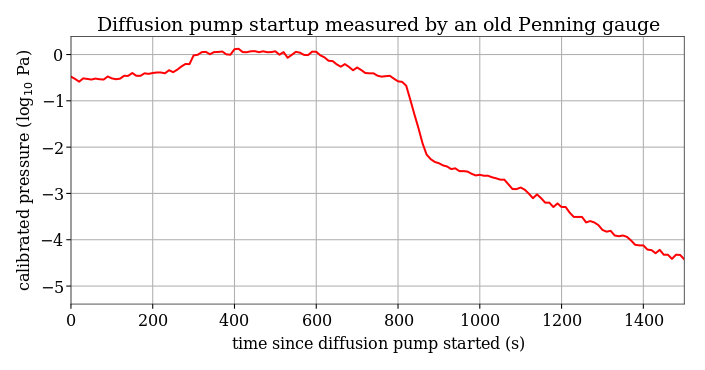 Diffusion pump startup measured by an old Penning gauge
calibrated pressure (log₁₀ Pa)
0
−1
−2
−3
−4
−5
0 200 400 600 800 1000 1200 1400
time since diffusion pump started (s)